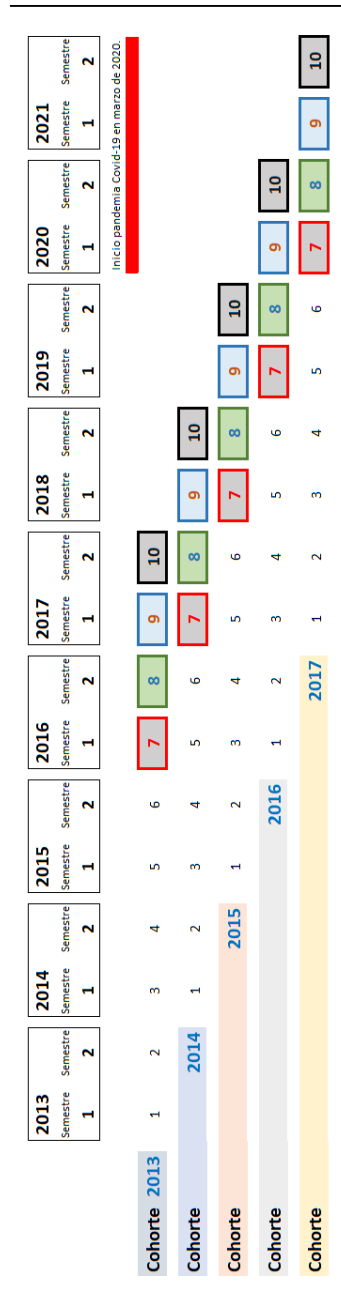 2013 2014 2015 2016 2017 2018 2019 2020 2021
Semestre Semestre Semestre Semestre Semestre Semestre Semestre Semestre Semestre Semestre Semestre Semestre Semestre Semestre Semestre Semestre Semestre Semestre
1 2 1 2 1 2 1 2 1 2 1 2 1 2 1 2 1 2
Inicio pandemia Covid-19 en marzo de 2020.
Cohorte 2013 1 2 3 4 5 6 7 8 9 10
Cohorte 2014 1 2 3 4 5 6 7 8 9 10
Cohorte 2015 1 2 3 4 5 6 7 8 9 10
Cohorte 2016 1 2 3 4 5 6 7 8 9 10
Cohorte 2017 1 2 3 4 5 6 7 8 9 10